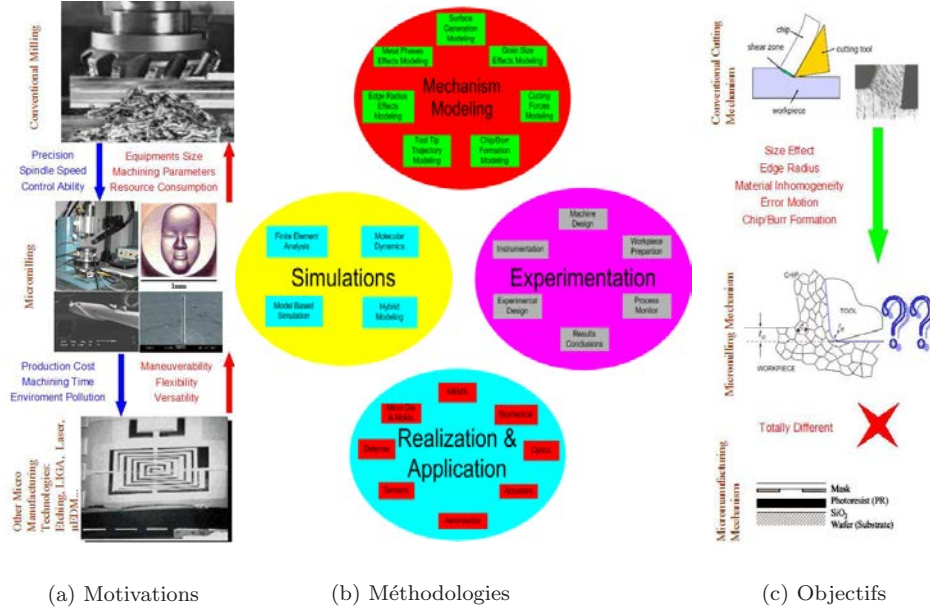 Conventional Milling
Precision
Spindle Speed
Control Ability
Equipments Size
Machining Parameters
Resource Consumption
Micromilling
1mm
Production Cost
Machining Time
Enviroment Pollution
Maneuverability
Flexibility
Versatility
Other Micro
Manufacturing
Technologies:
Etching, LIGA, Laser,
uEDM...
(a) Motivations
Surface
Generation
Modeling
Metal Phases
Effects Modeling
Grain Size
Effects Modeling
Mechanism
Modeling
Edge Radius
Effects
Modeling
Cutting
Forces Modeling
Tool Tip
Trajectory
Modeling
Chip/Burr
Formation
Modeling
Finite Element
Analysis
Molecular
Dynamics
Simulations
Model Based
Simulation
Hybrid
Modeling
Machine
Design
Instrumentation
Workpiece
Preparition
Experimentation
Experimental
Design
Process
Monitor
Results
Conclusions
MEMS
Micro Die
& Molds
Biomedical
Realization &
Application
Defense
Optics
Sensors
Actuators
(b) Méthodologies
Conventional Cutting
Mechanism
chip
shear zone
cutting tool
workpiece
Size Effect
Edge Radius
Material Inhomogeneity
Error Motion
Chip/Burr Formation
Micromilling Mechanism
CHIP
TOOL
WORKPIECE
??
Totally Different
Micromanufacturing
Mechanism
Mask
Photoresist (PR)
SiO2
Wafer (Substrate)
(c) Objectifs